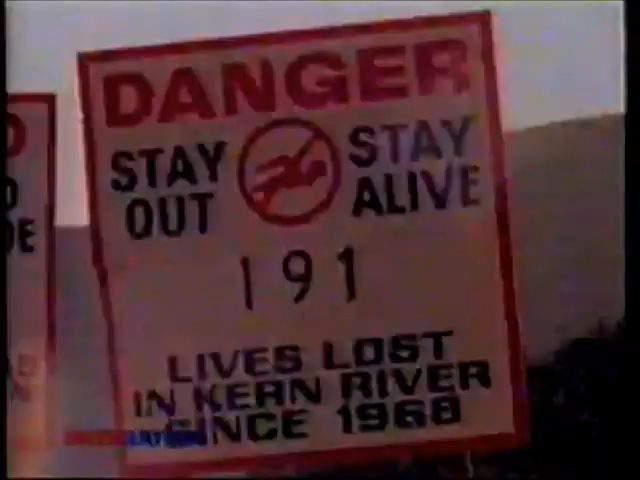 DANGER
STAY OUT
STAY ALIVE
191
LIVES LOST
IN KERN RIVER
SINCE 1968